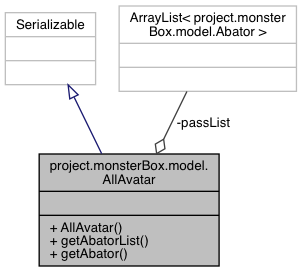 Serializable
ArrayList< project.monster
Box.model.Abator >
-passList
project.monsterBox.model.
AllAvatar
+ AllAvatar()
+ getAbatorList()
+ getAbator()